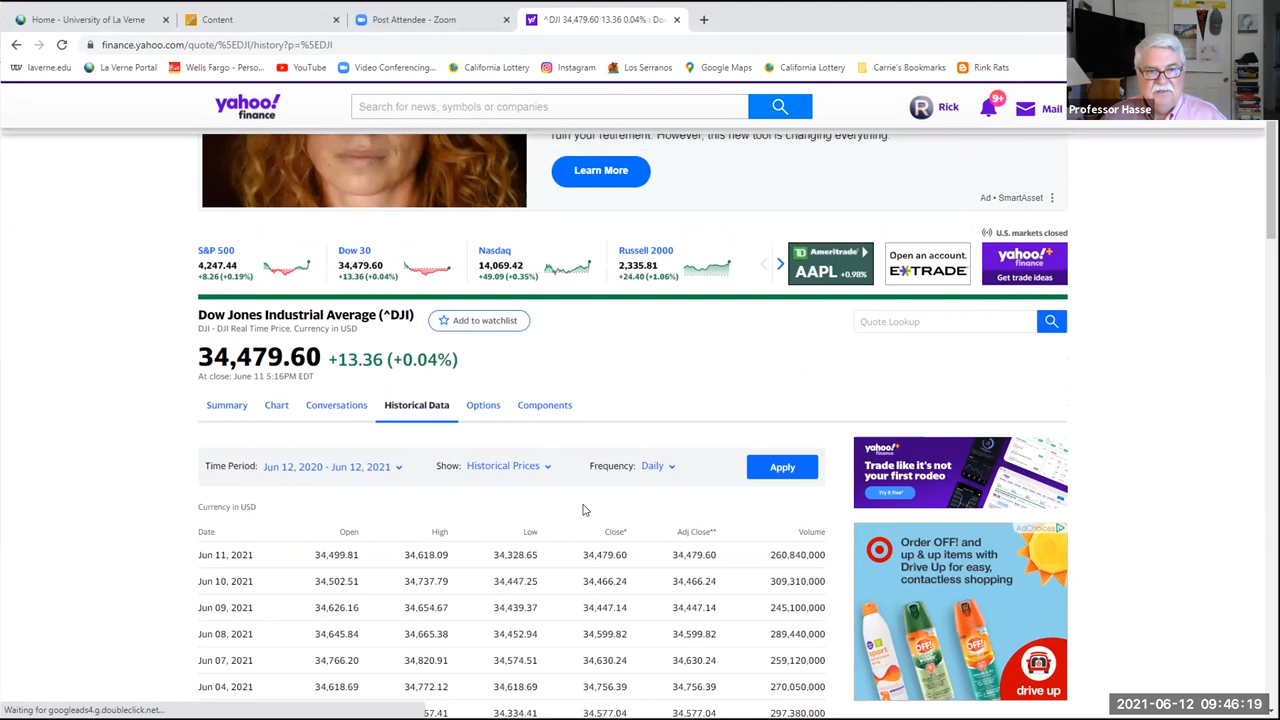 Home - University of La Verne
Content
Post Attendee - Zoom
^DJI 34,479.60 13.36 0.04% : Do
finance.yahoo.com/quote/%5EDJI/history?p=%5EDJI
laverne.edu
La Verne Portal
Wells Fargo - Perso...
YouTube
Video Conferencing...
California Lottery
Instagram
Los Serranos
Google Maps
California Lottery
Carrie's Bookmarks
Rink Rats
Professor Hasse
yahoo!
finance
Search for news, symbols or companies
R
Rick
9+
Mail
ruin your retirement. However, this new tool is changing everything.
Learn More
Ad • SmartAsset
U.S. markets closed
S&P 500
4,247.44
+8.26 (+0.19%)
Dow 30
34,479.60
+13.36 (+0.04%)
Nasdaq
14,069.42
+49.09 (+0.35%)
Russell 2000
2,335.81
+24.40 (+1.06%)
TD Ameritrade
AAPL +0.98%
Open an account.
E*TRADE
yahoo!+
finance
Get trade ideas
Dow Jones Industrial Average (^DJI)
Add to watchlist
DJI - DJI Real Time Price. Currency in USD
Quote Lookup
34,479.60 +13.36 (+0.04%)
At close: June 11 5:16PM EDT
Summary Chart Conversations Historical Data Options Components
Time Period: Jun 12, 2020 - Jun 12, 2021 Show: Historical Prices Frequency: Daily Apply
Currency in USD
Date Open High Low Close* Adj Close** Volume
Jun 11, 2021 34,499.81 34,618.09 34,328.65 34,479.60 34,479.60 260,840,000
Jun 10, 2021 34,502.51 34,737.79 34,447.25 34,466.24 34,466.24 309,310,000
Jun 09, 2021 34,626.16 34,654.67 34,439.37 34,447.14 34,447.14 245,100,000
Jun 08, 2021 34,645.84 34,665.38 34,452.94 34,599.82 34,599.82 289,440,000
Jun 07, 2021 34,766.20 34,820.91 34,574.51 34,630.24 34,630.24 259,120,000
Jun 04, 2021 34,618.69 34,772.12 34,618.69 34,756.39 34,756.39 270,050,000
57.41 34,334.41 34,577.04 34,577.04 297,380,000
yahoo!+
finance
Trade like it's not
your first rodeo
Try it free*
AdChoices
Order OFF! and
up & up items with
Drive Up for easy,
contactless shopping
sport
OFF!
OFF!
drive up
Waiting for googleads4.g.doubleclick.net...
2021-06-12 09:46:19